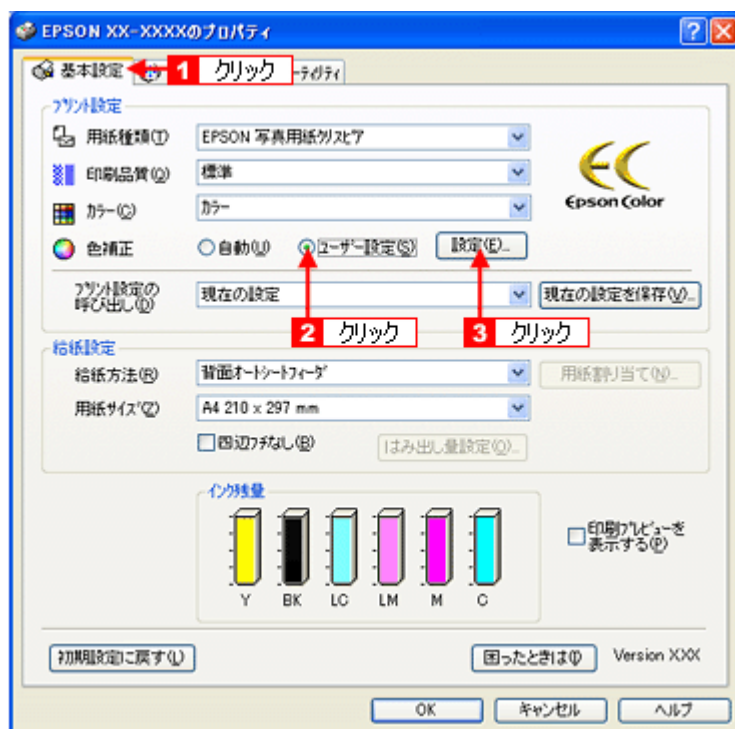 EPSON XX-XXXXのプロパティ
基本設定
1 クリック
ーティリティ
プリント設定
用紙種類(T) EPSON 写真用紙クリスピア
印刷品質(Q) 標準
カラー(C) カラー
Epson Color
色補正 自動(U) ユーザー設定(S) 設定(E)...
プリント設定の
呼び出し(D) 現在の設定 現在の設定を保存(V)...
2 クリック 3 クリック
給紙設定
給紙方法(R) 背面オートシートフィーダ 用紙割り当て(N)...
用紙サイズ(Z) A4 210 x 297 mm
四辺フチなし(B) はみ出し量設定(O)...
インク残量
印刷プレビューを
表示する(P)
Y BK LC LM M C
初期設定に戻す(L) 困ったときは(I) Version XXX
OK キャンセル ヘルプ